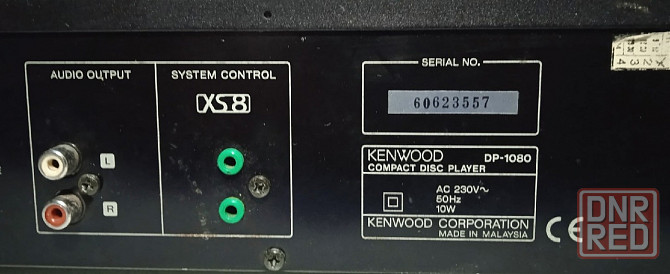 AUDIO OUTPUT
L
R
SYSTEM CONTROL
XS8
SERIAL NO.
60623557
KENWOOD DP-1080
COMPACT DISC PLAYER
AC 230V~
50Hz
10W
KENWOOD CORPORATION
MADE IN MALAYSIA
CE
DNR
RED